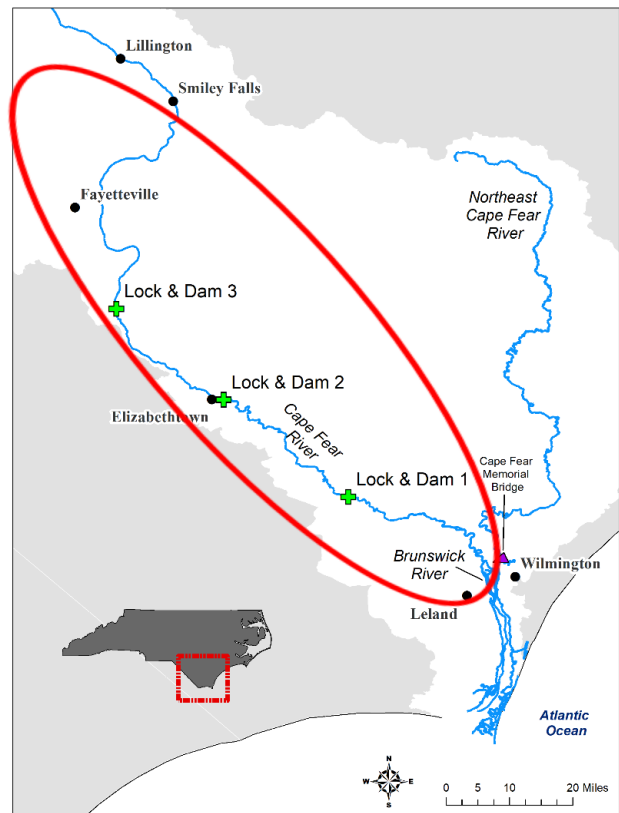 Lillington
Smiley Falls
Fayetteville
Northeast
Cape Fear
River
Lock & Dam 3
Lock & Dam 2
Elizabethtown
Cape Fear
River
Lock & Dam 1
Cape Fear
Memorial
Bridge
Brunswick
River
Wilmington
Leland
Atlantic
Ocean
N
W E
S
0 5 10 20 Miles